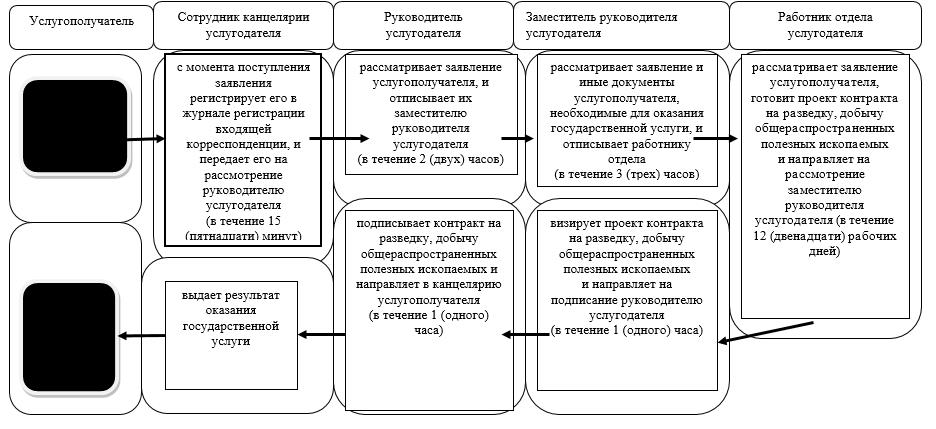 Услугополучатель
Сотрудник канцелярии
услугодателя
Руководитель
услугодателя
Заместитель руководителя
услугодателя
Работник отдела
услугодателя
с момента поступления
заявления
регистрирует его в
журнале регистрации
входящей
корреспонденции, и
передает его на
рассмотрение
руководителю
услугодателя
(в течение 15
(пятнадцати) минут)
рассматривает заявление
услугополучателя, и
отписывает их
заместителю
руководителя
услугодателя
(в течение 2 (двух) часов)
рассматривает заявление и
иные документы
услугополучателя,
необходимые для оказания
государственной услуги, и
отписывает работнику
отдела
(в течение 3 (трех) часов)
рассматривает заявление
услугополучателя,
готовит проект контракта
на разведку, добычу
общераспространенных
полезных ископаемых
и направляет на
рассмотрение
заместителю
руководителя
услугодателя (в течение
12 (двенадцати) рабочих
дней)
визирует проект контракта
на разведку, добычу
общераспространенных
полезных ископаемых
и направляет на
подписание руководителю
услугодателя
(в течение 1 (одного) часа)
подписывает контракт на
разведку, добычу
общераспространенных
полезных ископаемых и
направляет в канцелярию
услугополучателя
(в течение 1 (одного)
часа)
выдает результат
оказания
государственной
услуги